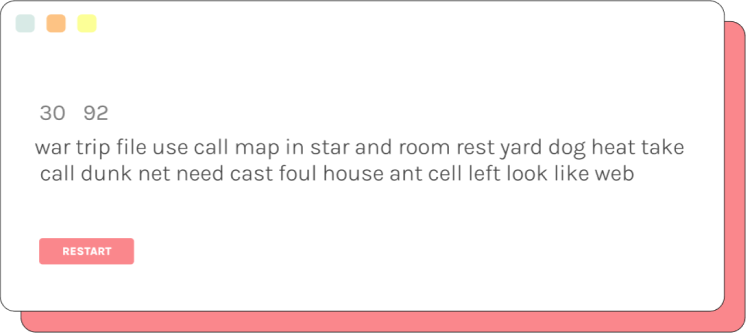 30 92
war trip file use call map in star and room rest yard dog heat take
call dunk net need cast foul house ant cell left look like web
RESTART